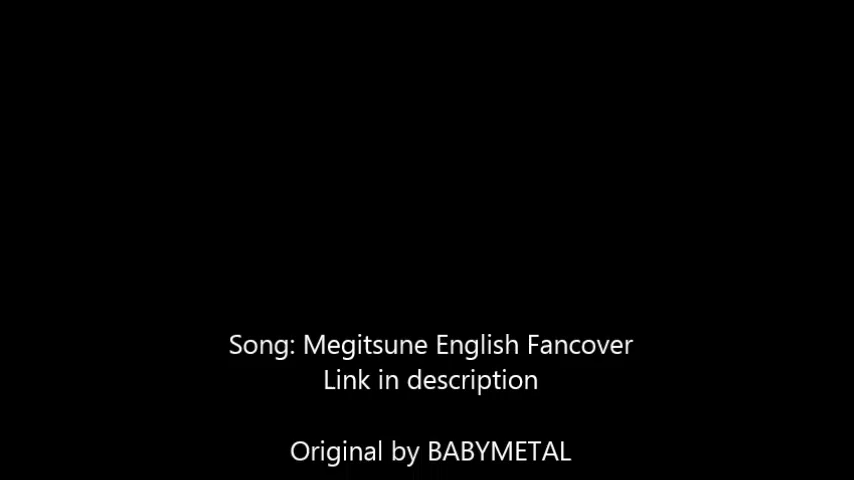 Song: Megitsune English Fancover
Link in description
Original by BABYMETAL